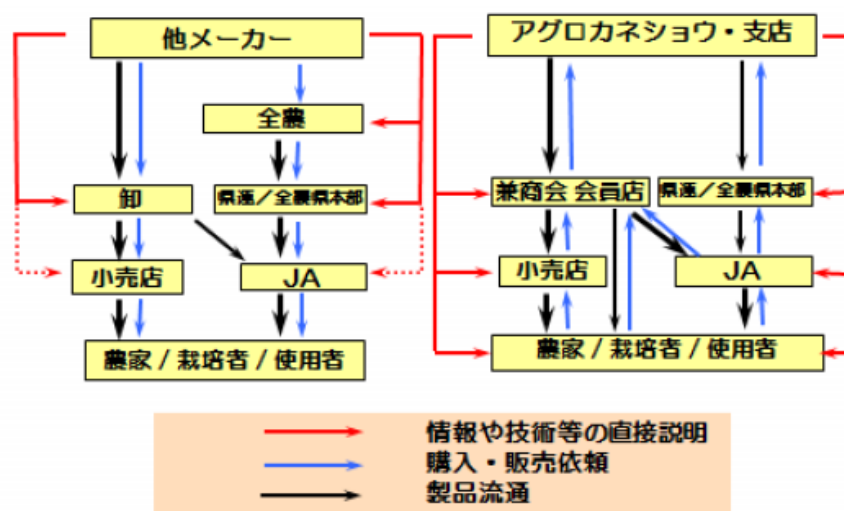 他メーカー
全農
卸
県連／全農県本部
小売店
JA
農家 / 栽培者 / 使用者
アグロカネショウ・支店
兼商会 会員店
県連／全農県本部
小売店
JA
農家 / 栽培者 / 使用者
情報や技術等の直接説明
購入・販売依頼
製品流通